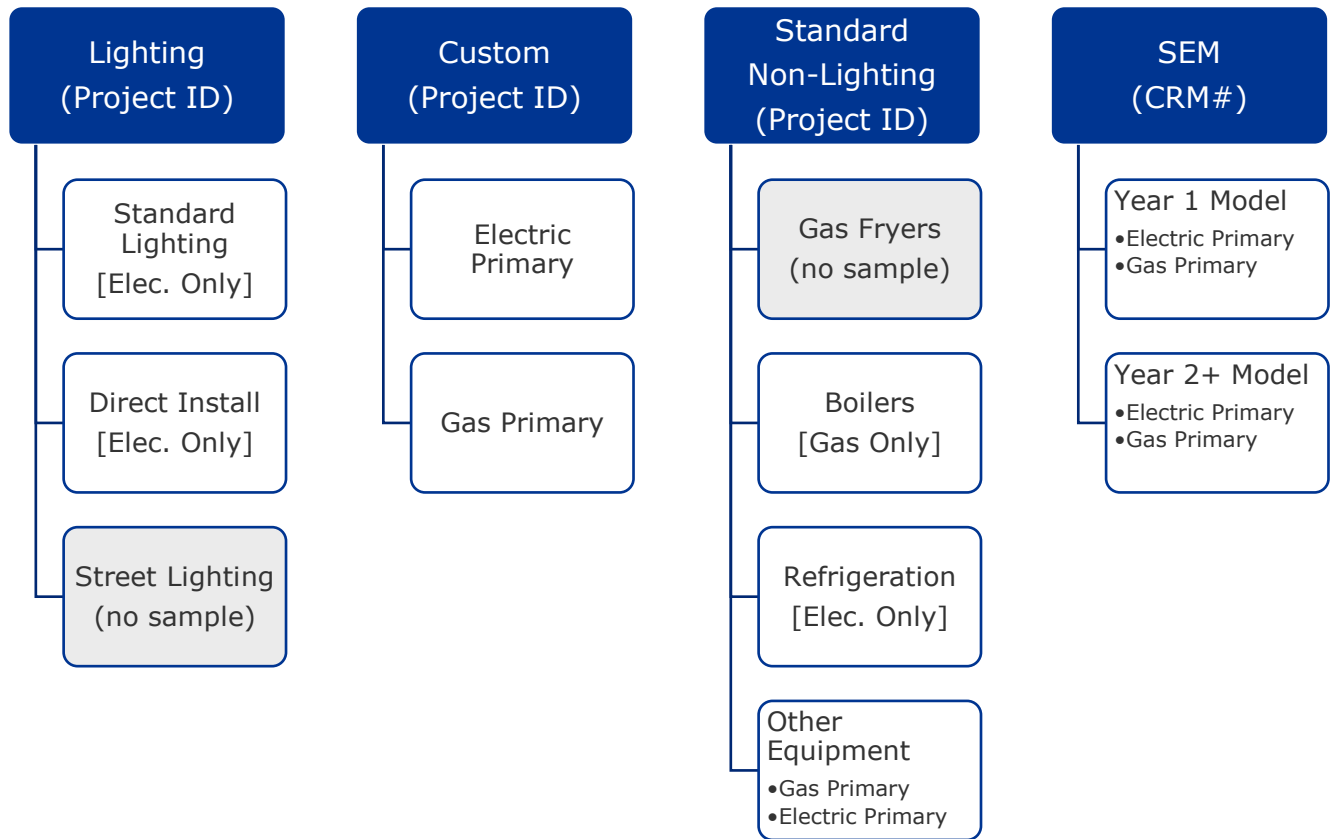 Lighting
(Project ID)
Standard
Lighting
[Elec. Only]
Direct Install
[Elec. Only]
Street Lighting
(no sample)
Custom
(Project ID)
Electric
Primary
Gas Primary
Standard
Non-Lighting
(Project ID)
Gas Fryers
(no sample)
Boilers
[Gas Only]
Refrigeration
[Elec. Only]
Other
Equipment
•Gas Primary
•Electric Primary
SEM
(CRM#)
Year 1 Model
•Electric Primary
•Gas Primary
Year 2+ Model
•Electric Primary
•Gas Primary